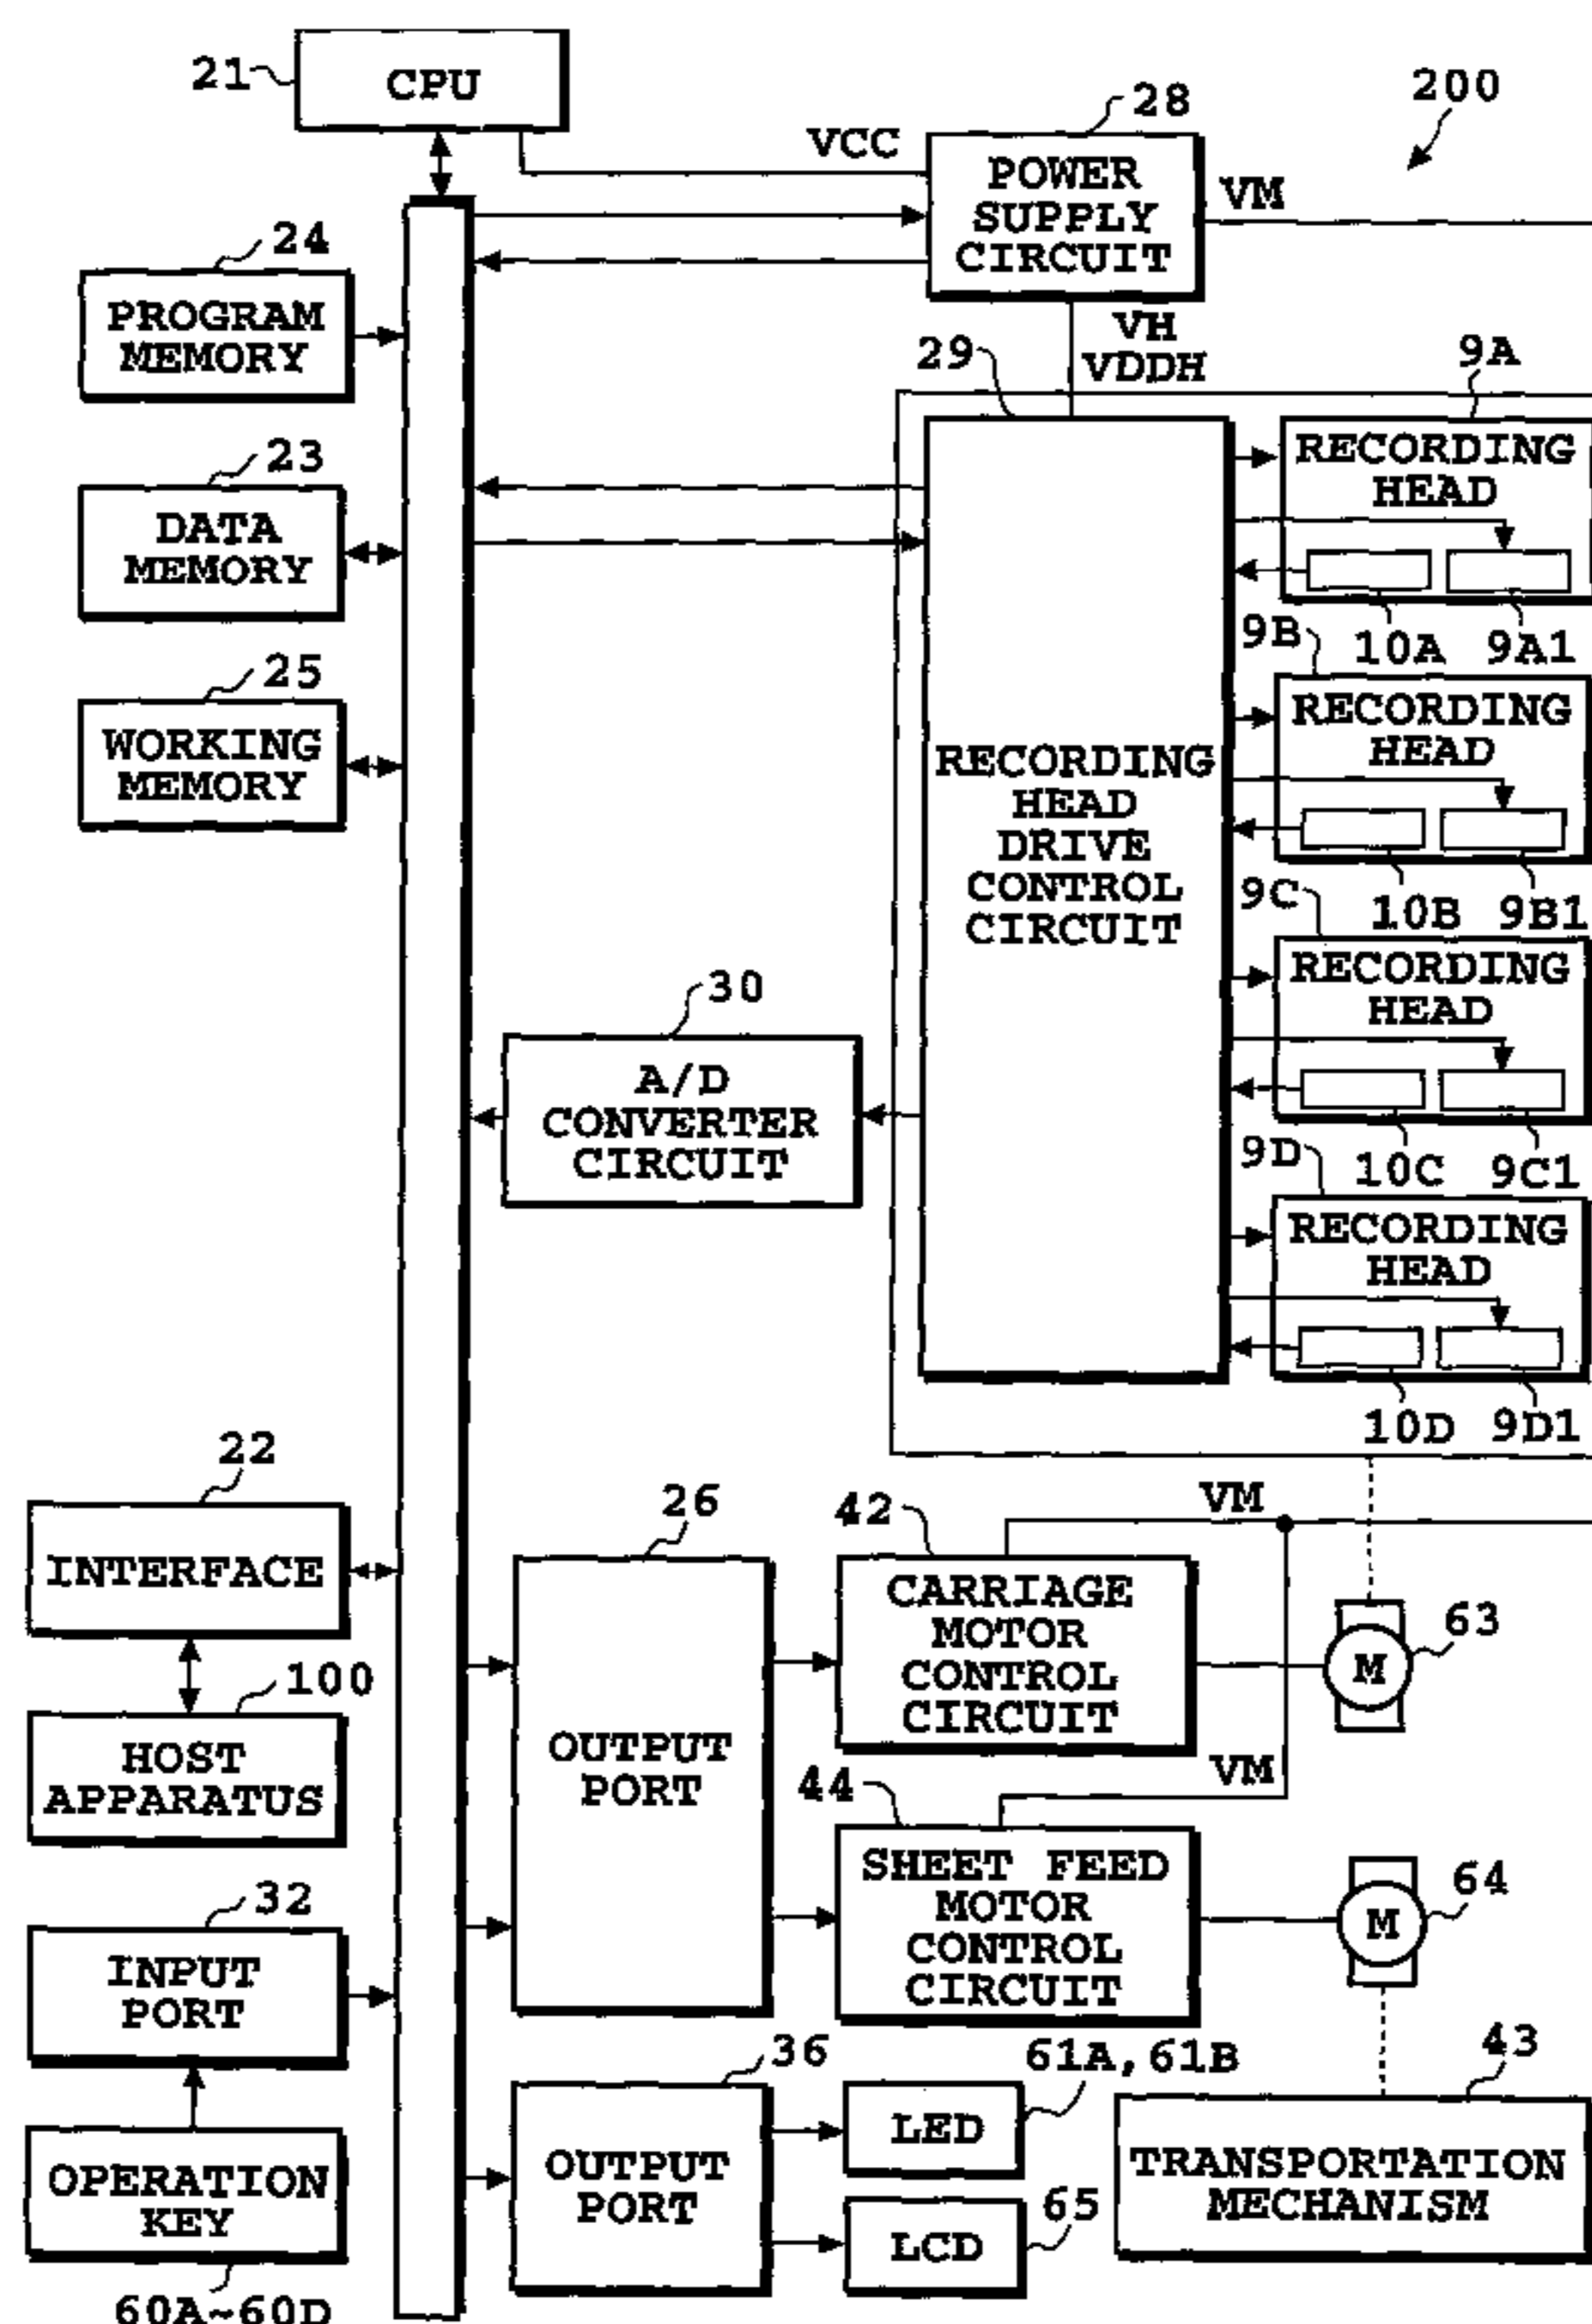 21
CPU
28
200
VCC
POWER
SUPPLY
CIRCUIT
VM
24
PROGRAM
MEMORY
VH
VDDH
29
9A
RECORDING
HEAD
23
DATA
MEMORY
10A
9A1
9B
25
WORKING
MEMORY
RECORDING
HEAD
RECORDING
HEAD
DRIVE
CONTROL
CIRCUIT
10B
9B1
9C
RECORDING
HEAD
30
A/D
CONVERTER
CIRCUIT
10C
9C1
9D
RECORDING
HEAD
10D
9D1
22
INTERFACE
26
42
VM
CARRIAGE
MOTOR
CONTROL
CIRCUIT
63
M
100
HOST
APPARATUS
OUTPUT
PORT
VM
44
SHEET FEED
MOTOR
CONTROL
CIRCUIT
64
M
32
INPUT
PORT
36
61A,61B
43
OUTPUT
PORT
LED
TRANSPORTATION
MECHANISM
OPERATION
KEY
LCD
65
60A~60D